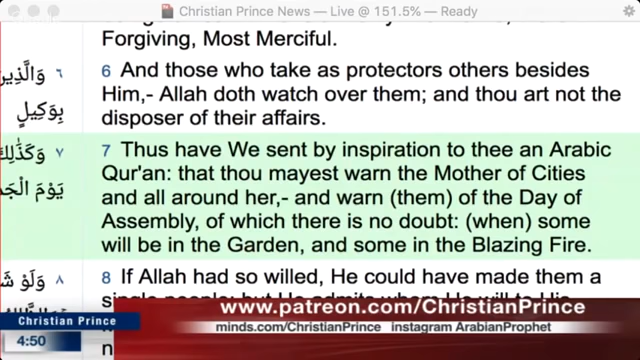 Christian Prince News — Live @ 151.5% — Ready
Forgiving, Most Merciful.
٦ وَالَّذِينَ
6 And those who take as protectors others besides
Him,- Allah doth watch over them; and thou art not the
بِوَكِيلٍ
disposer of their affairs.
٧ وَكَذَٰلِكَ
7 Thus have We sent by inspiration to thee an Arabic
Qur'an: that thou mayest warn the Mother of Cities
يَوْمَ
and all around her,- and warn (them) of the Day of
Assembly, of which there is no doubt: (when) some
will be in the Garden, and some in the Blazing Fire.
٨ وَلَوْ
8 If Allah had so willed, He could have made them a
www.patreon.com/ChristianPrince
Christian Prince
minds.com/ChristianPrince instagram ArabianProphet
4:50